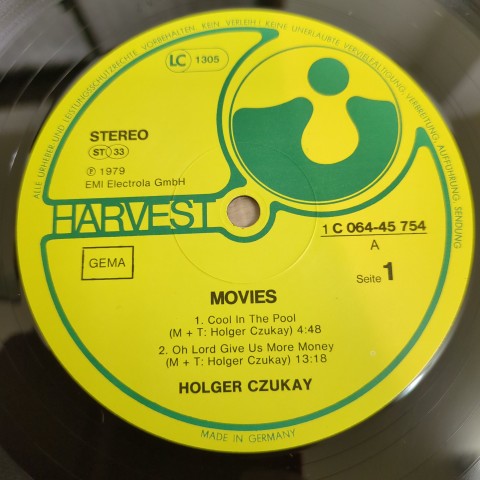 ALLE URHEBER UND LEISTUNGSSCHUTZRECHTE VORBEHALTEN. KEIN VERLEIH! KEINE UNERLAUBTE VERVIELFÄLTIGUNG, VERBREITUNG, AUFFÜHRUNG, SENDUNG
LC 1305
STEREO
ST 33
Ⓟ 1979
EMI Electrola GmbH
HARVEST
1 C 064-45 754
A
GEMA
Seite 1
MOVIES
1. Cool In The Pool
(M + T: Holger Czukay) 4:48
2. Oh Lord Give Us More Money
(M + T: Holger Czukay) 13:18
HOLGER CZUKAY
MADE IN GERMANY